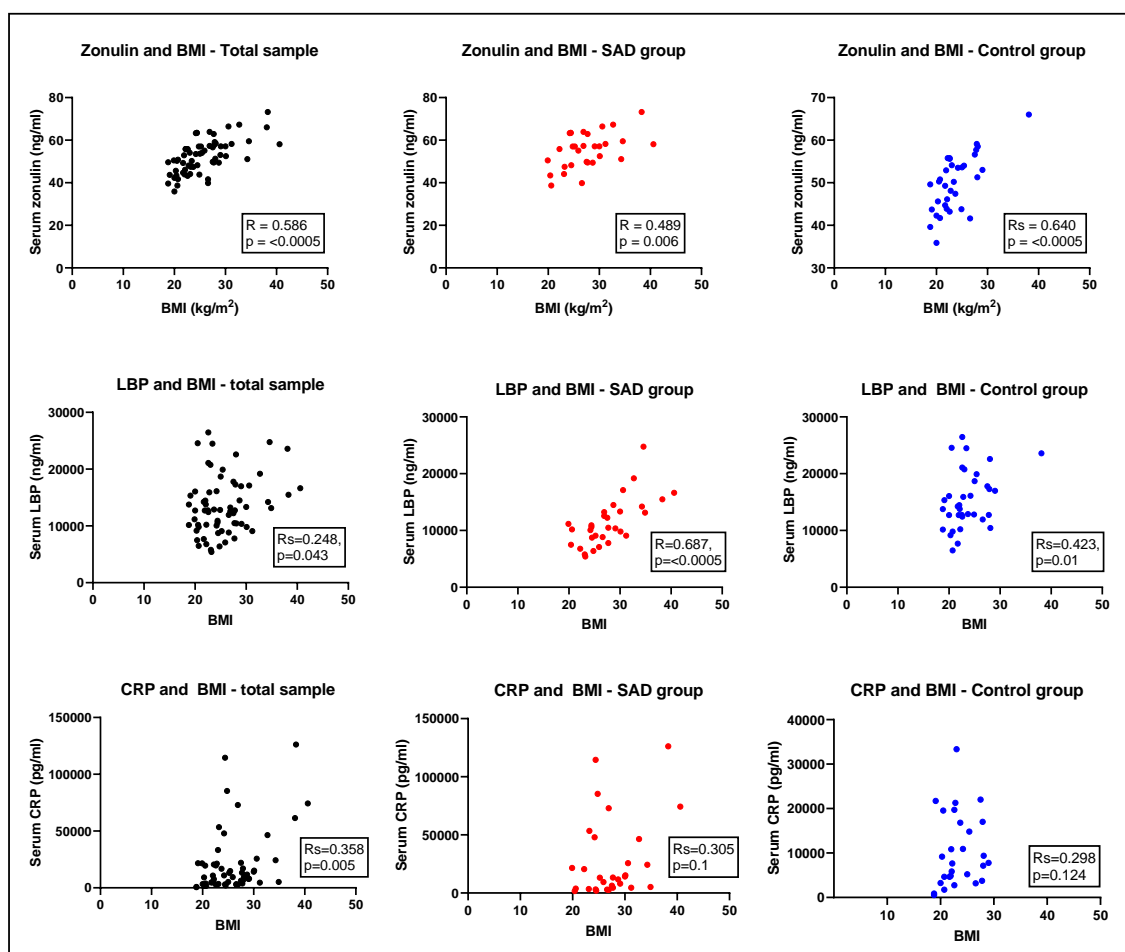 Zonulin and BMI - Total sample
80
60
40
20
0
Serum zonulin (ng/ml)
R = 0.586
p = <0.0005
0 10 20 30 40 50
BMI (kg/m²)
Zonulin and BMI - SAD group
80
60
40
20
0
Serum zonulin (ng/ml)
R = 0.489
p = 0.006
0 10 20 30 40 50
BMI (kg/m²)
Zonulin and BMI - Control group
70
60
50
40
30
Serum zonulin (ng/ml)
Rs = 0.640
p = <0.0005
0 10 20 30 40 50
BMI (kg/m²)
LBP and BMI - total sample
30000
20000
10000
0
Serum LBP (ng/ml)
Rs=0.248,
p=0.043
0 10 20 30 40 50
BMI
LBP and BMI - SAD group
30000
20000
10000
0
Serum LBP (ng/ml)
R=0.687,
p=<0.0005
0 10 20 30 40 50
BMI
LBP and BMI - Control group
30000
20000
10000
0
Serum LBP (ng/ml)
Rs=0.423,
p=0.01
0 10 20 30 40 50
BMI
CRP and BMI - total sample
150000
100000
50000
0
Serum CRP (pg/ml)
Rs=0.358
p=0.005
0 10 20 30 40 50
BMI
CRP and BMI - SAD group
150000
100000
50000
0
Serum CRP (pg/ml)
Rs=0.305
p=0.1
0 10 20 30 40 50
BMI
CRP and BMI - Control group
40000
30000
20000
10000
Serum CRP (pg/ml)
Rs=0.298
p=0.124
10 20 30 40 50
BMI